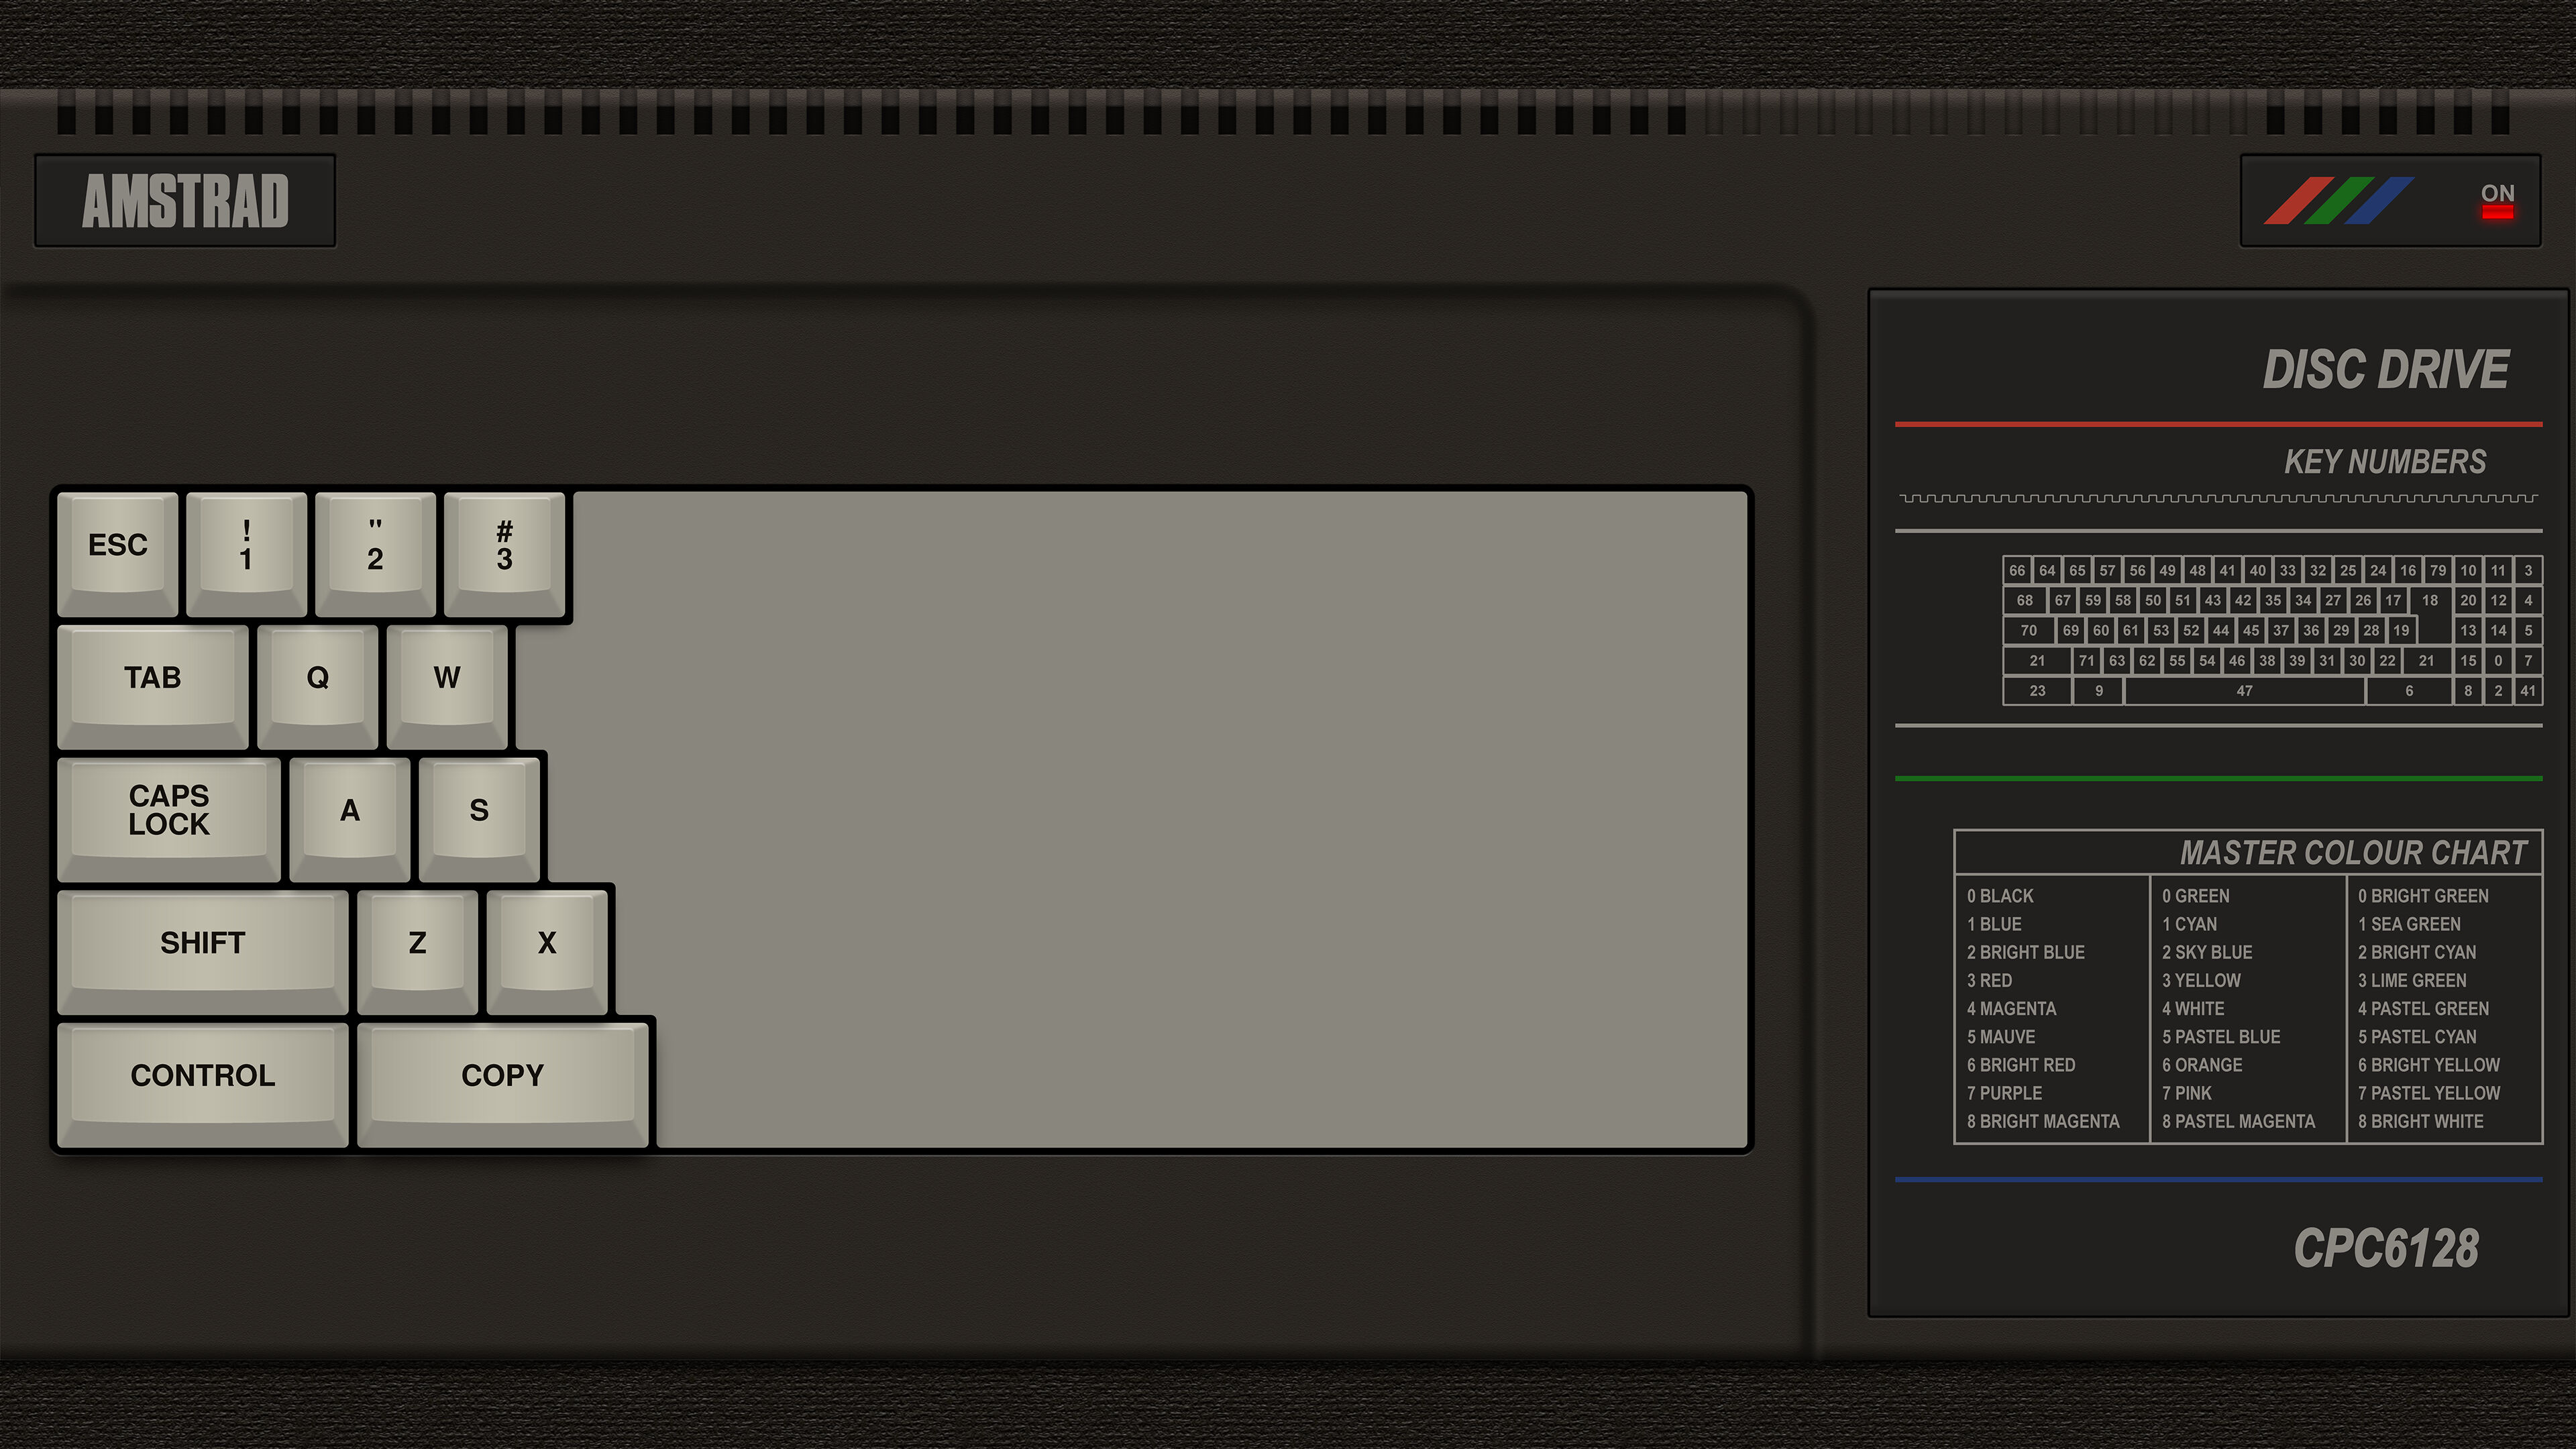 AMSTRAD
ON
DISC DRIVE
KEY NUMBERS
66 64 65 57 56 49 48 41 40 33 32 25 24 16 79 10 11 3
68 67 59 58 50 51 43 42 35 34 27 26 17 18 20 12 4
70 69 60 61 53 52 44 45 37 36 29 28 19 13 14 5
21 71 63 62 55 54 46 38 39 31 30 22 21 15 0 7
23 9 47 6 8 2 41
MASTER COLOUR CHART
0 BLACK 0 GREEN 0 BRIGHT GREEN
1 BLUE 1 CYAN 1 SEA GREEN
2 BRIGHT BLUE 2 SKY BLUE 2 BRIGHT CYAN
3 RED 3 YELLOW 3 LIME GREEN
4 MAGENTA 4 WHITE 4 PASTEL GREEN
5 MAUVE 5 PASTEL BLUE 5 PASTEL CYAN
6 BRIGHT RED 6 ORANGE 6 BRIGHT YELLOW
7 PURPLE 7 PINK 7 PASTEL YELLOW
8 BRIGHT MAGENTA 8 PASTEL MAGENTA 8 BRIGHT WHITE
CPC6128
ESC ! " #
1 2 3
TAB Q W
CAPS
LOCK A S
SHIFT Z X
CONTROL COPY